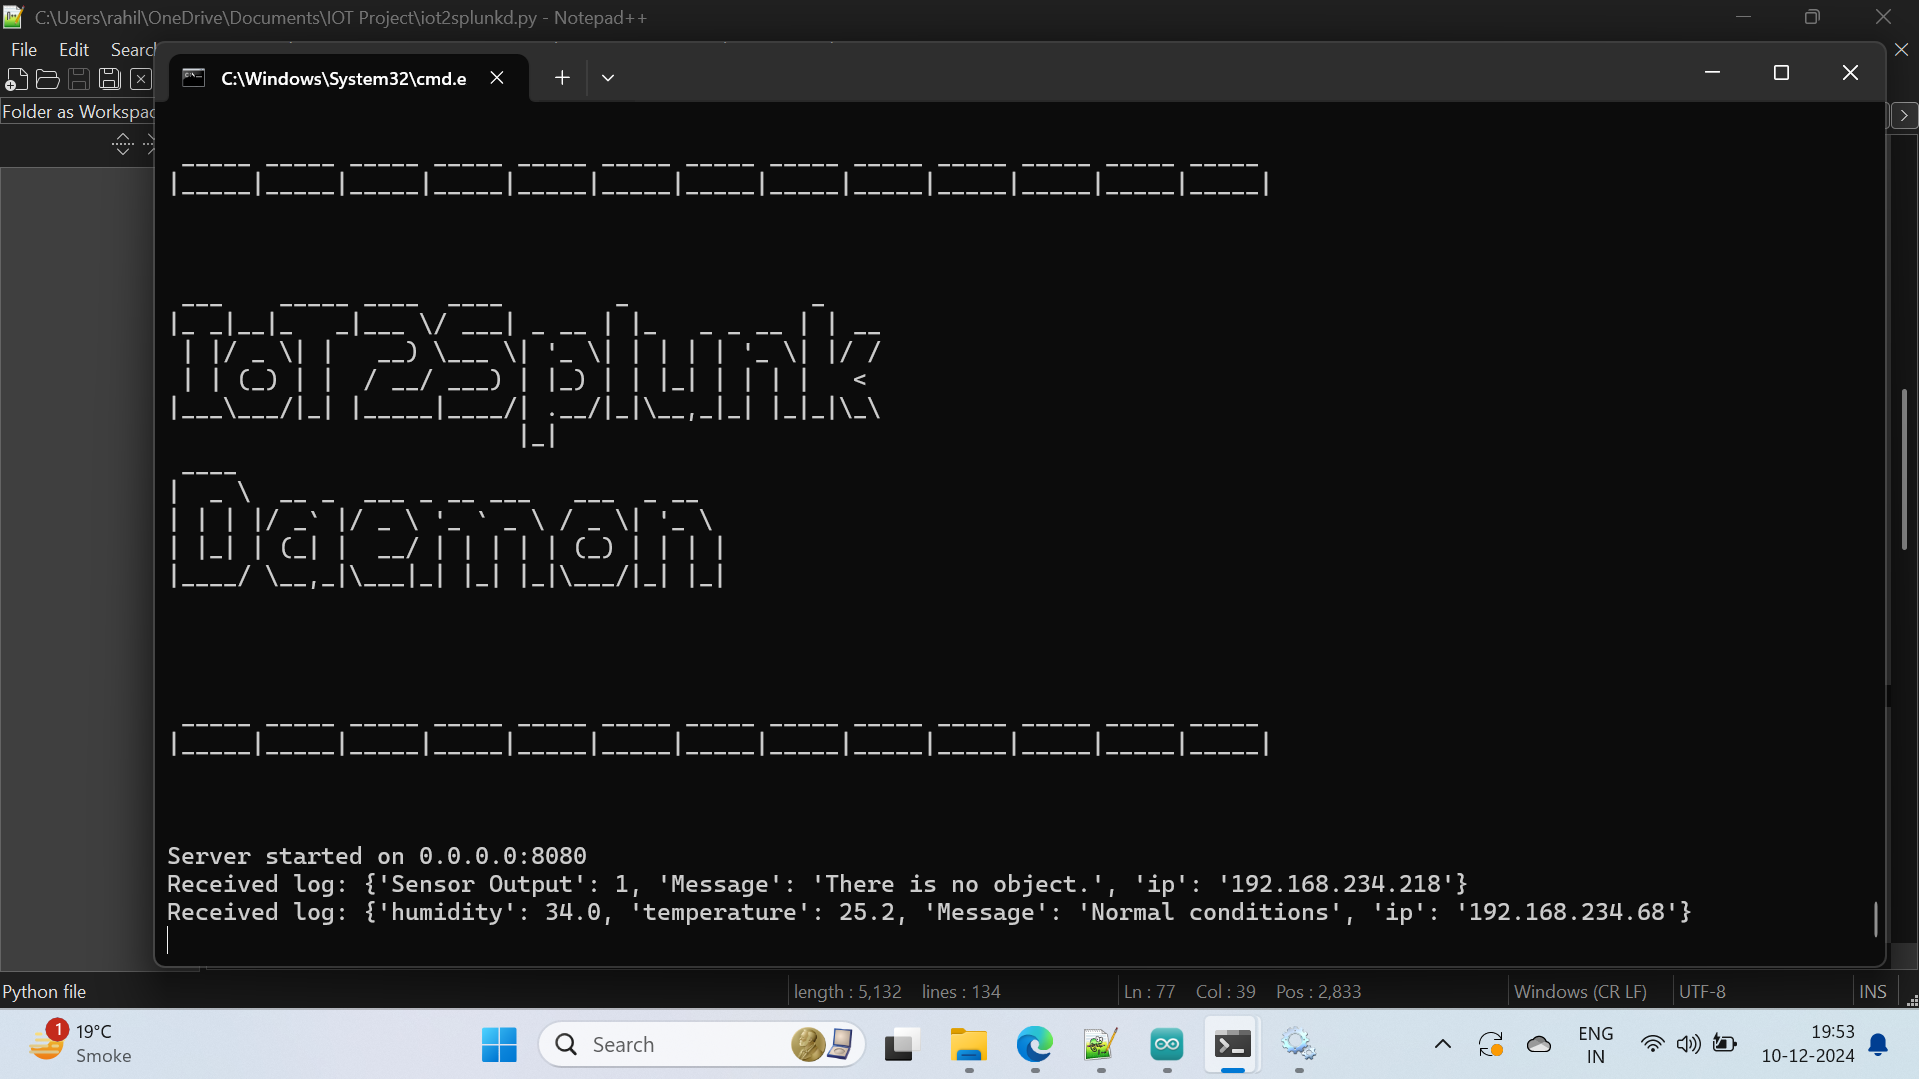 C:\Users\rahil\OneDrive\Documents\IOT Project\iot2splunkd.py - Notepad++
File Edit Search
C:\Windows\System32\cmd.e
Folder as Workspac
IoT2Splunk
Daemon
Server started on 0.0.0.0:8080
Received log: {'Sensor Output': 1, 'Message': 'There is no object.', 'ip': '192.168.234.218'}
Received log: {'humidity': 34.0, 'temperature': 25.2, 'Message': 'Normal conditions', 'ip': '192.168.234.68'}
Python file
length : 5,132 lines : 134
Ln : 77 Col : 39 Pos : 2,833
Windows (CR LF)
UTF-8
INS
1
19°C
Smoke
Search
ENG
IN
19:53
10-12-2024